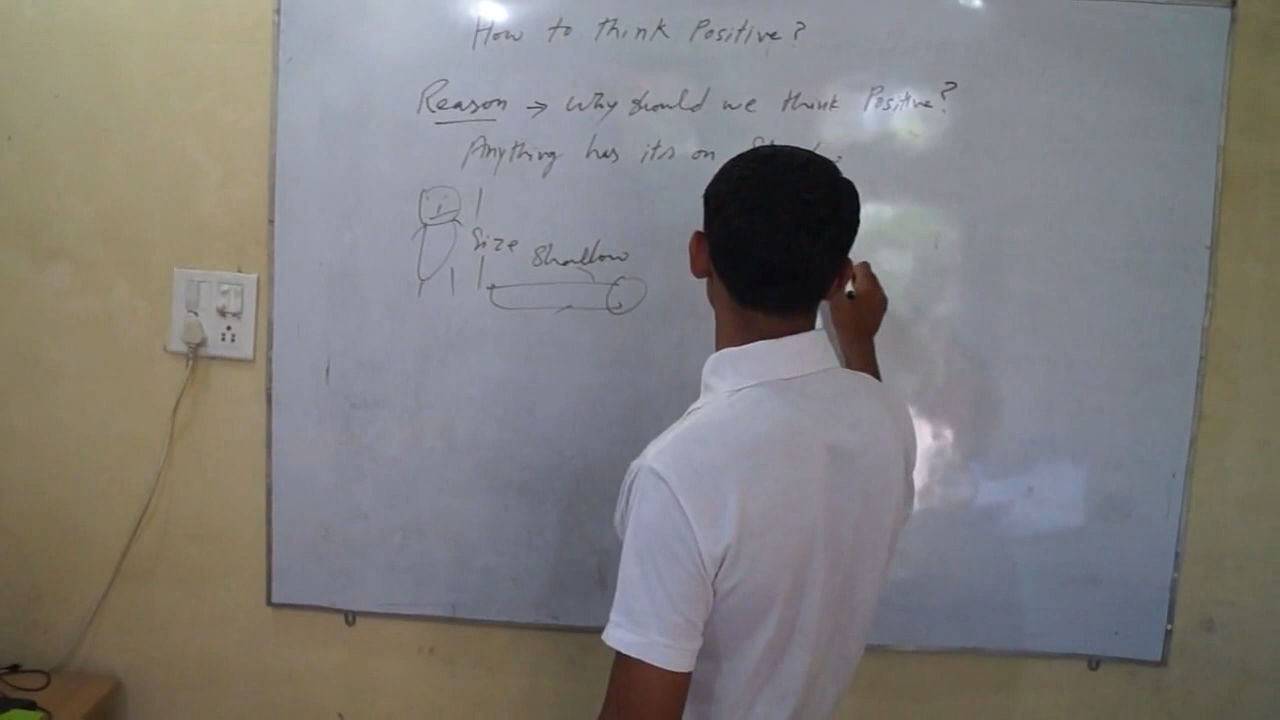 How to think Positive?
Reason → Why should we think Positive?
Anything has its on
Size
Shallow